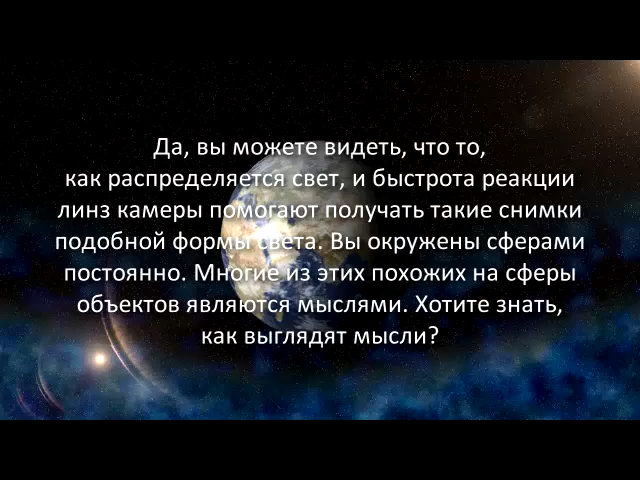 Да, вы можете видеть, что то,
как распределяется свет, и быстрота реакции
линз камеры помогают получать такие снимки
подобной формы света. Вы окружены сферами
постоянно. Многие из этих похожих на сферы
объектов являются мыслями. Хотите знать,
как выглядят мысли?